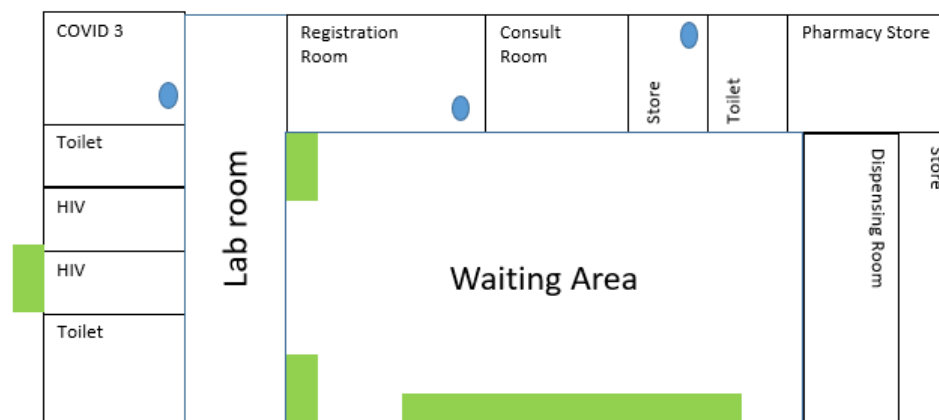 COVID 3
Registration
Room
Consult
Room
Store
Toilet
Pharmacy Store
Toilet
HIV
HIV
Toilet
Lab room
Waiting Area
Dispensing Room
Store